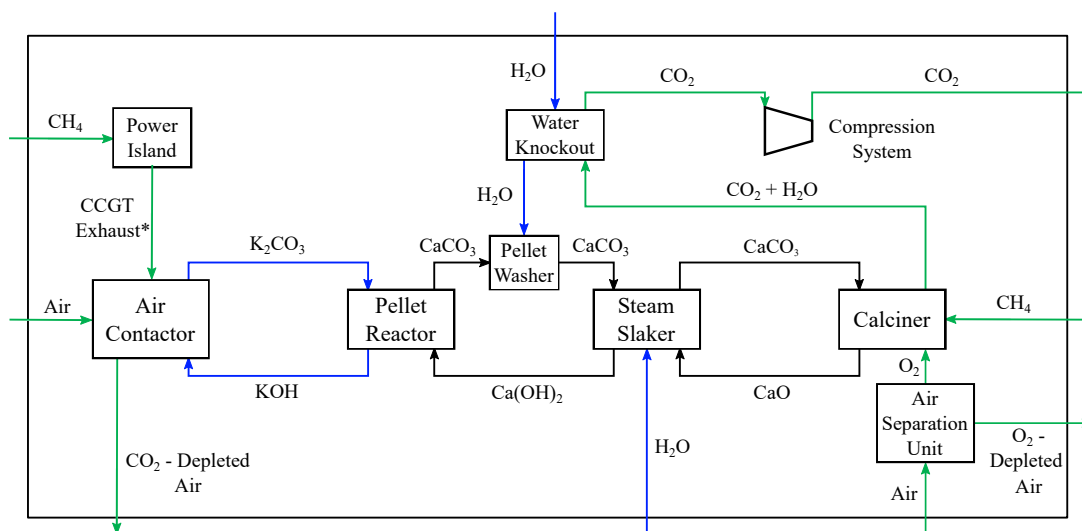 H₂O
CO₂
CO₂
CH₄
Power
Island
Water
Knockout
Compression
System
CO₂ + H₂O
H₂O
CCGT
Exhaust*
K₂CO₃
CaCO₃
Pellet
Washer
CaCO₃
CaCO₃
Air
Air
Contactor
Pellet
Reactor
Steam
Slaker
Calciner
CH₄
KOH
Ca(OH)₂
CaO
O₂
Air
Separation
Unit
CO₂ - Depleted
Air
H₂O
O₂ -
Depleted
Air
Air